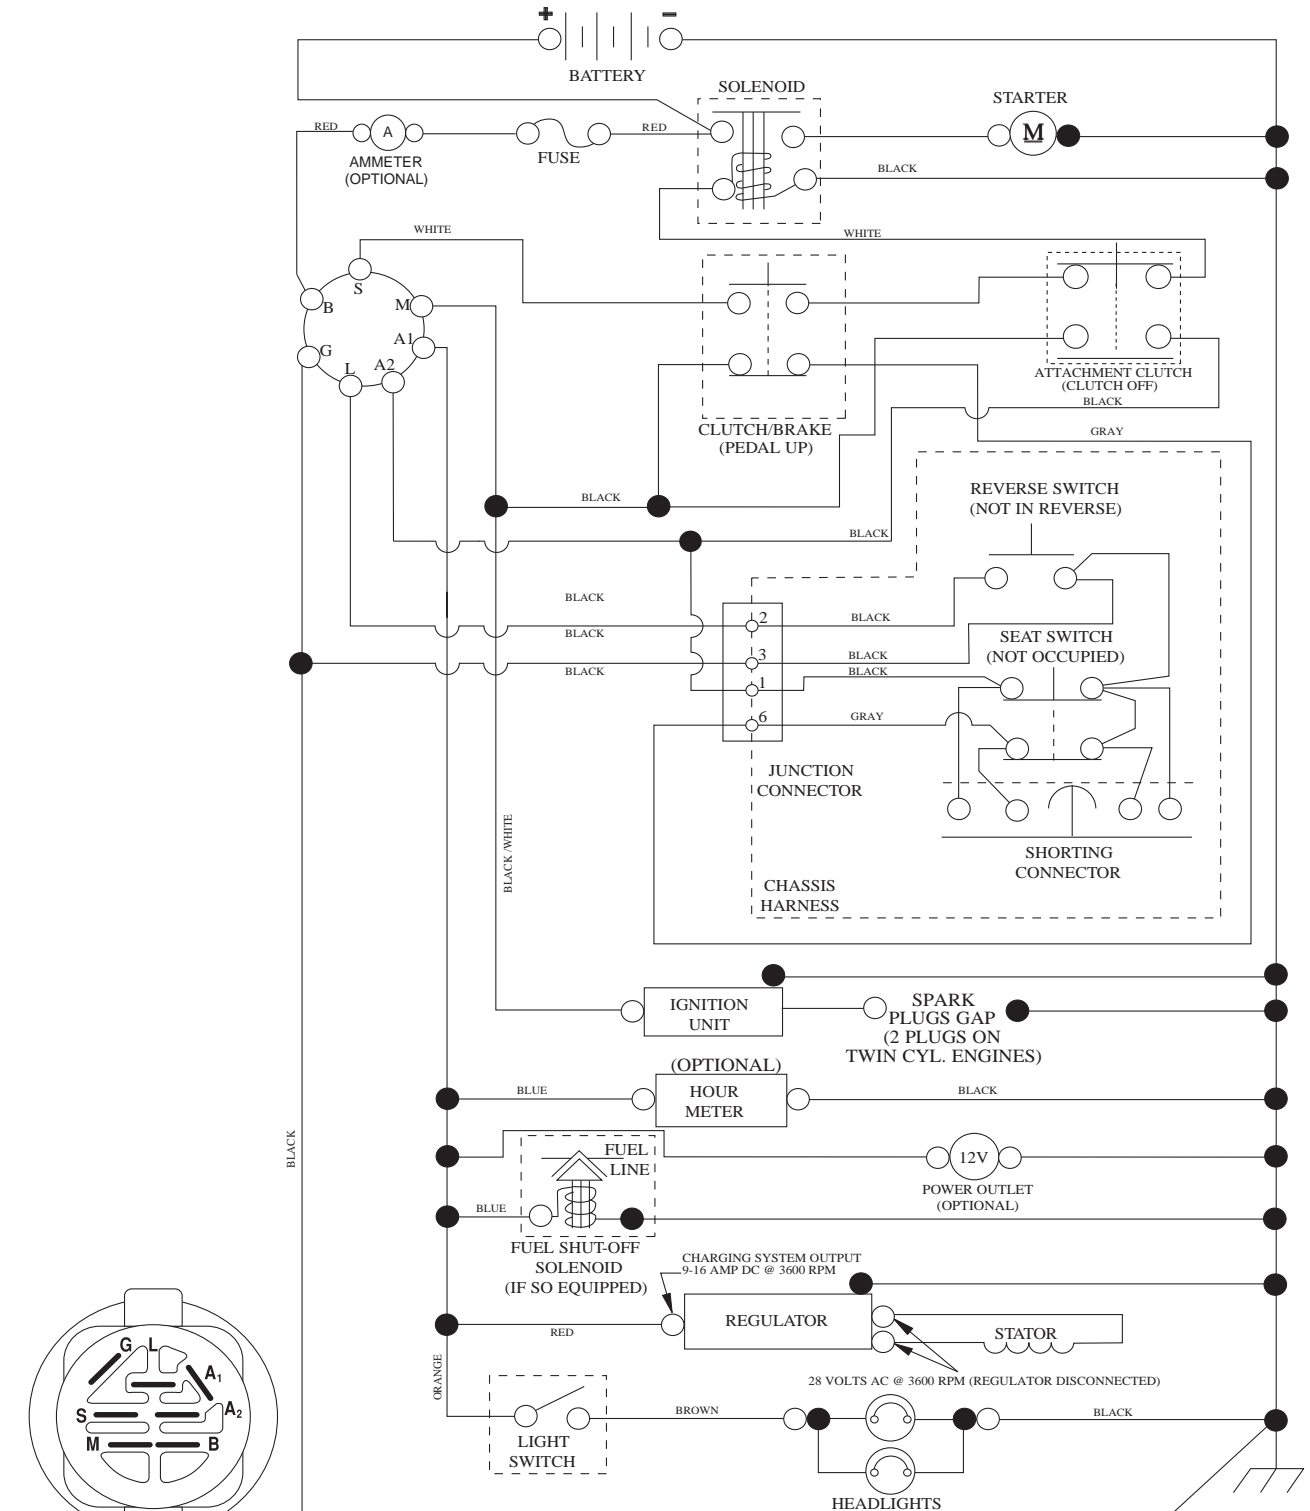 + −
BATTERY
SOLENOID
STARTER
RED
A
RED
M
AMMETER
(OPTIONAL)
FUSE
BLACK
WHITE
WHITE
S
B
M
A1
G
L
A2
ATTACHMENT CLUTCH
(CLUTCH OFF)
BLACK
CLUTCH/BRAKE
(PEDAL UP)
GRAY
BLACK
REVERSE SWITCH
(NOT IN REVERSE)
BLACK
BLACK
2
BLACK
BLACK
SEAT SWITCH
(NOT OCCUPIED)
3
BLACK
BLACK
BLACK
1
6
GRAY
JUNCTION
CONNECTOR
BLACK /WHITE
SHORTING
CONNECTOR
CHASSIS
HARNESS
IGNITION
UNIT
SPARK
PLUGS GAP
(2 PLUGS ON
TWIN CYL. ENGINES)
(OPTIONAL)
BLUE
HOUR
METER
BLACK
BLACK
FUEL
LINE
12V
POWER OUTLET
(OPTIONAL)
BLUE
FUEL SHUT-OFF
SOLENOID
(IF SO EQUIPPED)
CHARGING SYSTEM OUTPUT
9-16 AMP DC @ 3600 RPM
REGULATOR
RED
STATOR
28 VOLTS AC @ 3600 RPM (REGULATOR DISCONNECTED)
ORANGE
BROWN
BLACK
LIGHT
SWITCH
HEADLIGHTS
G L
A1
S
A2
M
B